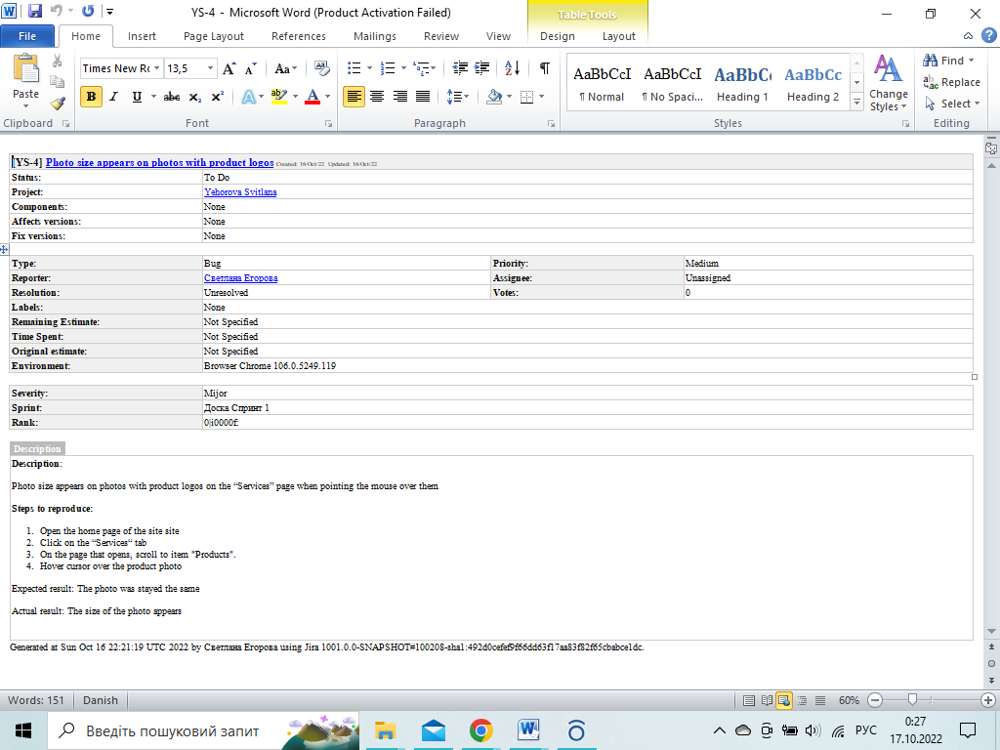 YS-4 - Microsoft Word (Product Activation Failed)
Table Tools
File Home Insert Page Layout References Mailings Review View Design Layout
Paste
Times New Ro 13,5
Aa
B I U abc x₂ x²
AaBbCcI AaBbCcI AaBbCc AaBbCc
¶ Normal ¶ No Spaci... Heading 1 Heading 2
Change Styles
Find
Replace
Select
Clipboard Font Paragraph Styles Editing
[YS-4] Photo size appears on photos with product logos Created: 16/Oct/22 Updated: 16/Oct/22
Status: To Do
Project: Yehorova Svitlana
Components: None
Affects versions: None
Fix versions: None
Type: Bug Priority: Medium
Reporter: Светлана Егорова Assignee: Unassigned
Resolution: Unresolved Votes: 0
Labels: None
Remaining Estimate: Not Specified
Time Spent: Not Specified
Original estimate: Not Specified
Environment: Browser Chrome 106.0.5249.119
Severity: Mijor
Sprint: Доска Спринт 1
Rank: 0|i0000f:
Description
Description:
Photo size appears on photos with product logos on the “Services” page when pointing the mouse over them
Steps to reproduce:
1. Open the home page of the site site
2. Click on the “Services“ tab
3. On the page that opens, scroll to item "Products".
4. Hover cursor over the product photo
Expected result: The photo was stayed the same
Actual result: The size of the photo appears
Generated at Sun Oct 16 22:21:19 UTC 2022 by Светлана Егорова using Jira 1001.0.0-SNAPSHOT#100208-sha1:492d0cefef9f66dd63f17aa83f82f65cbabce1dc.
Words: 151 Danish 60%
Введіть пошуковий запит
РУС
0:27
17.10.2022